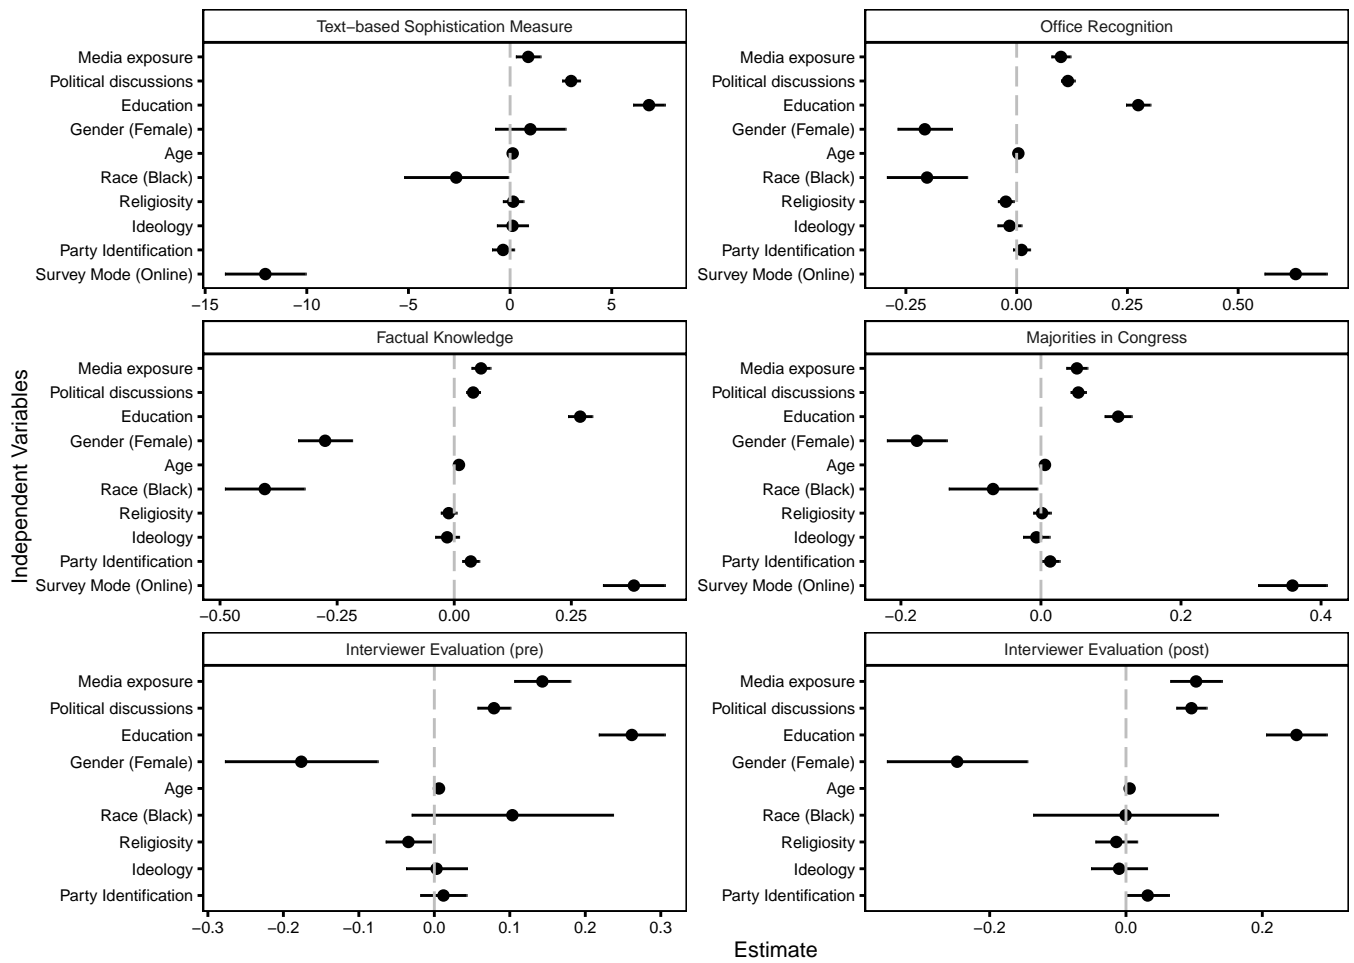 Text−based Sophistication Measure
Media exposure
Political discussions
Education
Gender (Female)
Age
Race (Black)
Religiosity
Ideology
Party Identification
Survey Mode (Online)
−15 −10 −5 0 5
Office Recognition
Media exposure
Political discussions
Education
Gender (Female)
Age
Race (Black)
Religiosity
Ideology
Party Identification
Survey Mode (Online)
−0.25 0.00 0.25 0.50
Independent Variables
Factual Knowledge
Media exposure
Political discussions
Education
Gender (Female)
Age
Race (Black)
Religiosity
Ideology
Party Identification
Survey Mode (Online)
−0.50 −0.25 0.00 0.25
Majorities in Congress
Media exposure
Political discussions
Education
Gender (Female)
Age
Race (Black)
Religiosity
Ideology
Party Identification
Survey Mode (Online)
−0.2 0.0 0.2 0.4
Interviewer Evaluation (pre)
Media exposure
Political discussions
Education
Gender (Female)
Age
Race (Black)
Religiosity
Ideology
Party Identification
−0.3 −0.2 −0.1 0.0 0.1 0.2 0.3
Interviewer Evaluation (post)
Media exposure
Political discussions
Education
Gender (Female)
Age
Race (Black)
Religiosity
Ideology
Party Identification
−0.2 0.0 0.2
Estimate